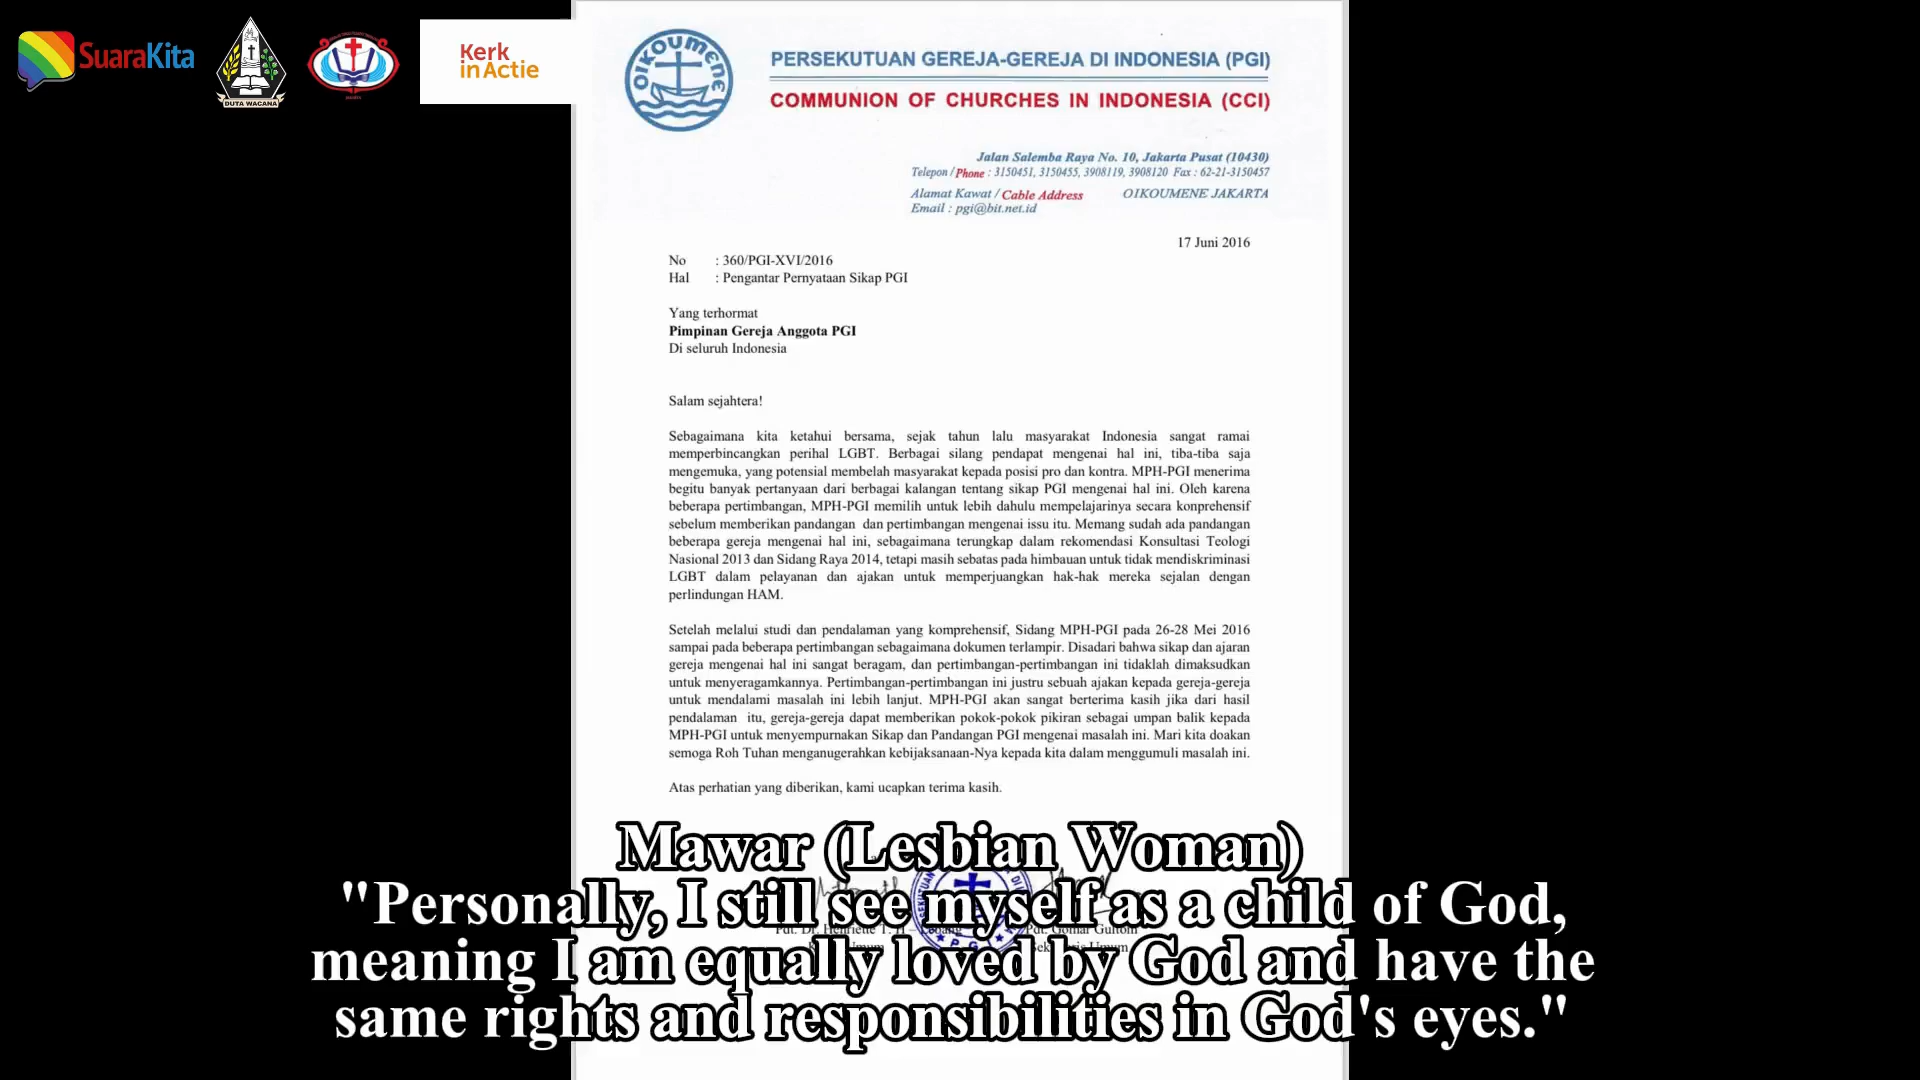 SuaraKita
DUTA WACANA
Kerk
in Actie
OIKOUMENE
PERSEKUTUAN GEREJA-GEREJA DI INDONESIA (PGI)
COMMUNION OF CHURCHES IN INDONESIA (CCI)
Jalan Salemba Raya No. 10, Jakarta Pusat (10430)
Telepon / Phone : 3150451, 3150455, 3908119, 3908120 Fax : 62-21-3150457
Alamat Kawat / Cable Address OIKOUMENE JAKARTA
Email : pgi@bit.net.id
17 Juni 2016
No : 360/PGI-XVI/2016
Hal : Pengantar Pernyataan Sikap PGI
Yang terhormat
Pimpinan Gereja Anggota PGI
Di seluruh Indonesia
Salam sejahtera!
Sebagaimana kita ketahui bersama, sejak tahun lalu masyarakat Indonesia sangat ramai
memperbincangkan perihal LGBT. Berbagai silang pendapat mengenai hal ini, tiba-tiba saja
mengemuka, yang potensial membelah masyarakat kepada posisi pro dan kontra. MPH-PGI menerima
begitu banyak pertanyaan dari berbagai kalangan tentang sikap PGI mengenai hal ini. Oleh karena
beberapa pertimbangan, MPH-PGI memilih untuk lebih dahulu mempelajarinya secara konprehensif
sebelum memberikan pandangan dan pertimbangan mengenai issu itu. Memang sudah ada pandangan
beberapa gereja mengenai hal ini, sebagaimana terungkap dalam rekomendasi Konsultasi Teologi
Nasional 2013 dan Sidang Raya 2014, tetapi masih sebatas pada himbauan untuk tidak mendiskriminasi
LGBT dalam pelayanan dan ajakan untuk memperjuangkan hak-hak mereka sejalan dengan
perlindungan HAM.
Setelah melalui studi dan pendalaman yang komprehensif, Sidang MPH-PGI pada 26-28 Mei 2016
sampai pada beberapa pertimbangan sebagaimana dokumen terlampir. Disadari bahwa sikap dan ajaran
gereja mengenai hal ini sangat beragam, dan pertimbangan-pertimbangan ini tidaklah dimaksudkan
untuk menyeragamkannya. Pertimbangan-pertimbangan ini justru sebuah ajakan kepada gereja-gereja
untuk mendalami masalah ini lebih lanjut. MPH-PGI akan sangat berterima kasih jika dari hasil
pendalaman itu, gereja-gereja dapat memberikan pokok-pokok pikiran sebagai umpan balik kepada
MPH-PGI untuk menyempurnakan Sikap dan Pandangan PGI mengenai masalah ini. Mari kita doakan
semoga Roh Tuhan menganugerahkan kebijaksanaan-Nya kepada kita dalam menggumuli masalah ini.
Atas perhatian yang diberikan, kami ucapkan terima kasih.
Mawar (Lesbian Woman)
"Personally, I still see myself as a child of God,
meaning I am equally loved by God and have the
same rights and responsibilities in God's eyes."
Pdt. Dr. Henriette T. H Pdt. Gomar Gultom
Umum